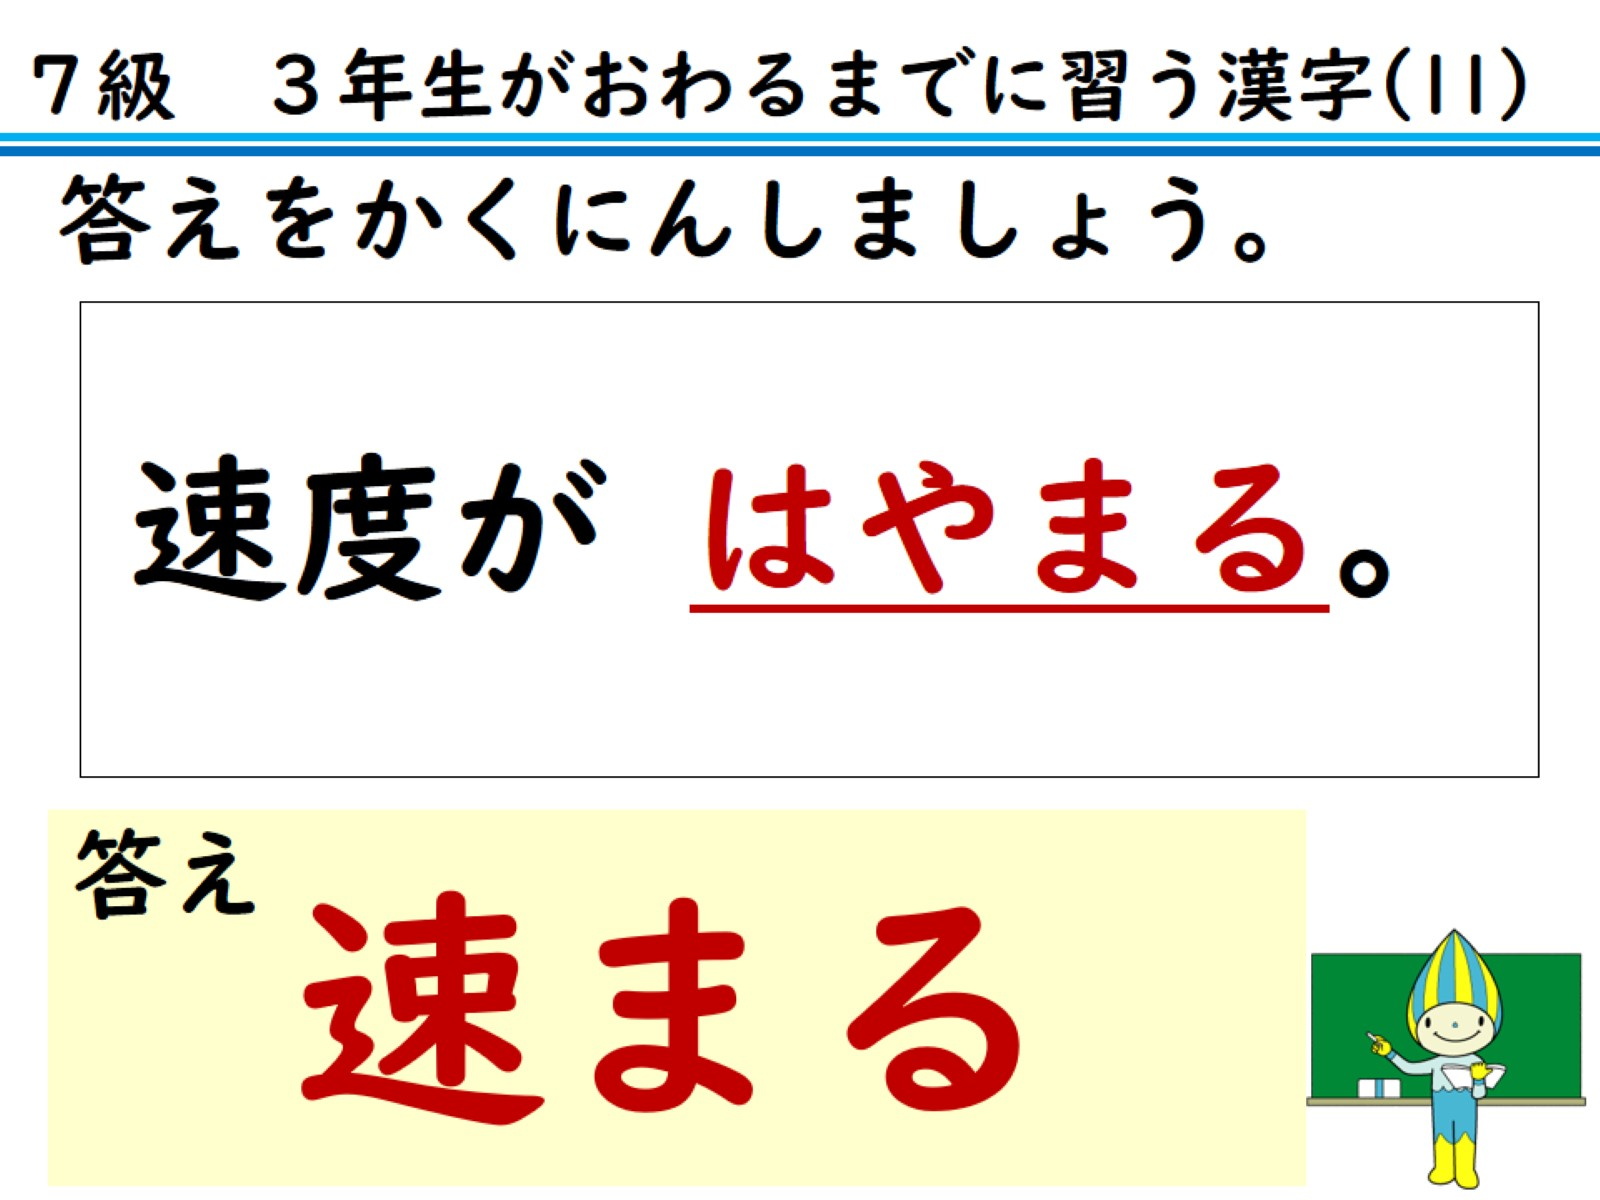 ７級　３年生がおわるまでに習う漢字(11)
答えをかくにんしましょう。
速度が はやまる。
答え
速まる